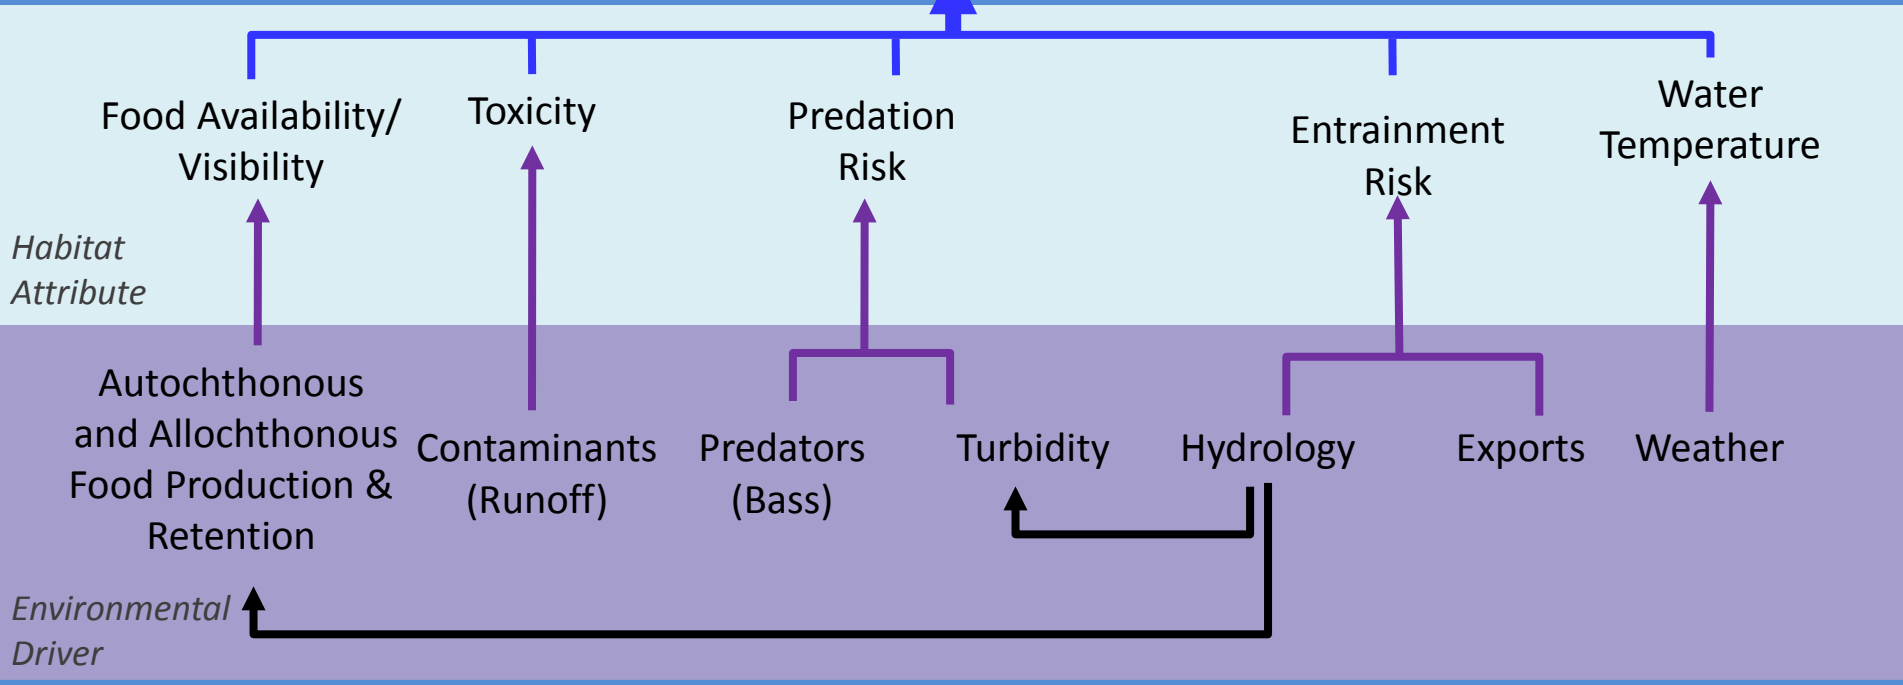 Food Availability/
Visibility
Toxicity
Predation
Risk
Entrainment
Risk
Water
Temperature
Habitat
Attribute
Autochthonous
and Allochthonous
Food Production &
Retention
Contaminants
(Runoff)
Predators
(Bass)
Turbidity
Hydrology
Exports
Weather
Environmental
Driver